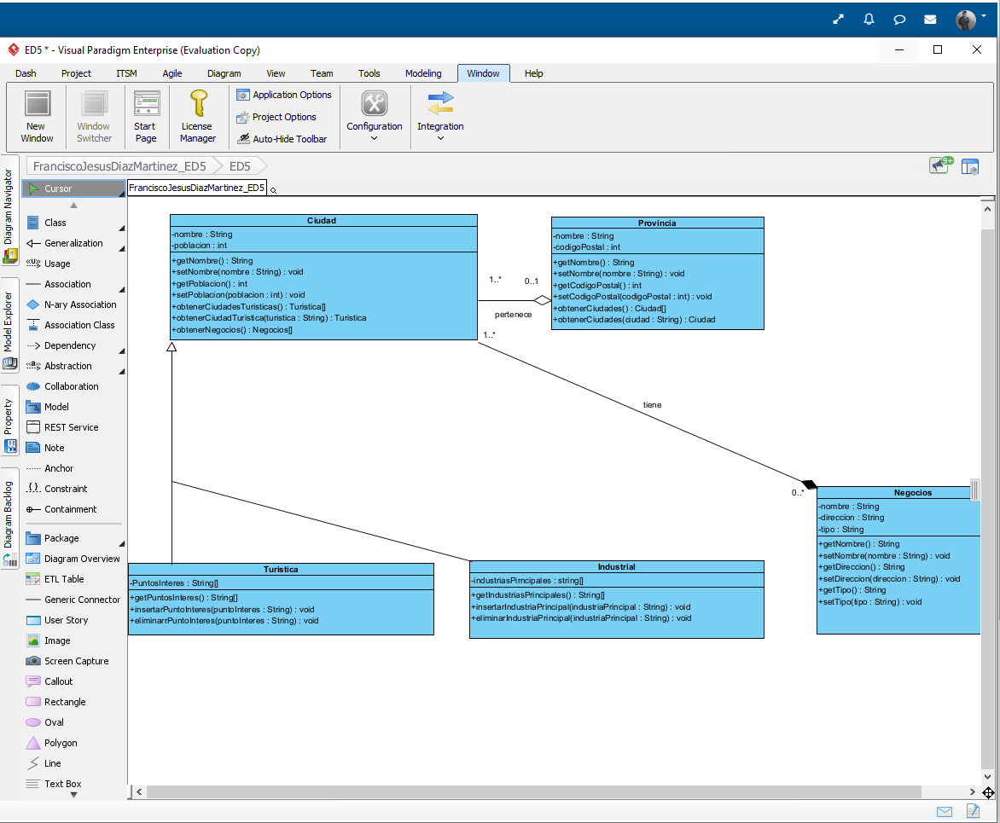 ED5 * - Visual Paradigm Enterprise (Evaluation Copy)
Dash Project ITSM Agile Diagram View Team Tools Modeling Window Help
New Window
Window Switcher
Start Page
License Manager
Application Options
Project Options
Auto-Hide Toolbar
Configuration
Integration
FranciscoJesusDiazMartinez_ED5 ED5
9+
Diagram Navigator
Model Explorer
Property
Diagram Backlog
Cursor
Class
Generalization
Usage
Association
N-ary Association
Association Class
Dependency
Abstraction
Collaboration
Model
REST Service
Note
Anchor
Constraint
Containment
Package
Diagram Overview
ETL Table
Generic Connector
User Story
Image
Screen Capture
Callout
Rectangle
Oval
Polygon
Line
Text Box
FranciscoJesusDiazMartinez_ED5
Ciudad
-nombre : String
-poblacion : int
+getNombre() : String
+setNombre(nombre : String) : void
+getPoblacion() : int
+setPoblacion(poblacion : int) : void
+obtenerCiudadesTuristicas() : Turistica[]
+obtenerCiudadTuristica(turistica : String) : Turistica
+obtenerNegocios() : Negocios[]
1..*
0..1
pertenece
1..*
Provincia
-nombre : String
-codigoPostal : int
+getNombre() : String
+setNombre(nombre : String) : void
+getCodigoPostal() : int
+setCodigoPostal(codigoPostal : int) : void
+obtenerCiudades() : Ciudad[]
+obtenerCiudades(ciudad : String) : Ciudad
tiene
0..*
Negocios
-nombre : String
-direccion : String
-tipo : String
+getNombre() : String
+setNombre(nombre : String) : void
+getDireccion() : String
+setDireccion(direccion : String) : void
+getTipo() : String
+setTipo(tipo : String) : void
Turistica
-PuntosInteres : String[]
+getPuntosInteres() : String[]
+insertarPuntoInteres(puntoInteres : String) : void
+eliminarrPuntoInteres(puntoInteres : String) : void
Industrial
-industriasPirncipales : string[]
+getIndustriasPrincipales() : String[]
+insertarIndustriaPrincipal(industriaPrincipal : String) : void
+eliminarIndustriaPrincipal(industriaPrincipal : String) : void